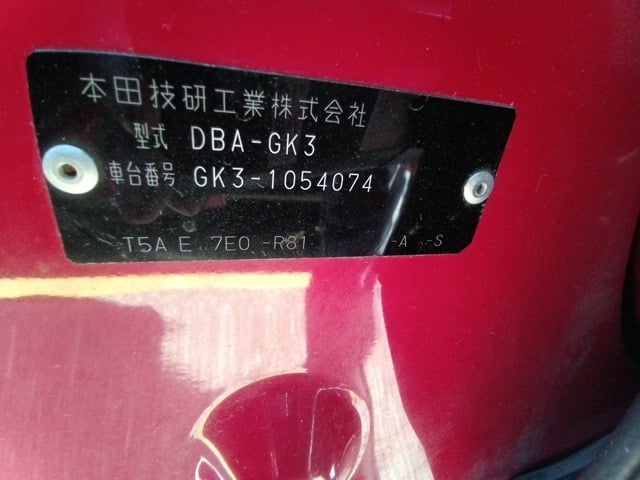 本田技研工業株式会社
型式 DBA-GK3
車台番号 GK3-1054074
T5A E 7E0 -R81 -A -S